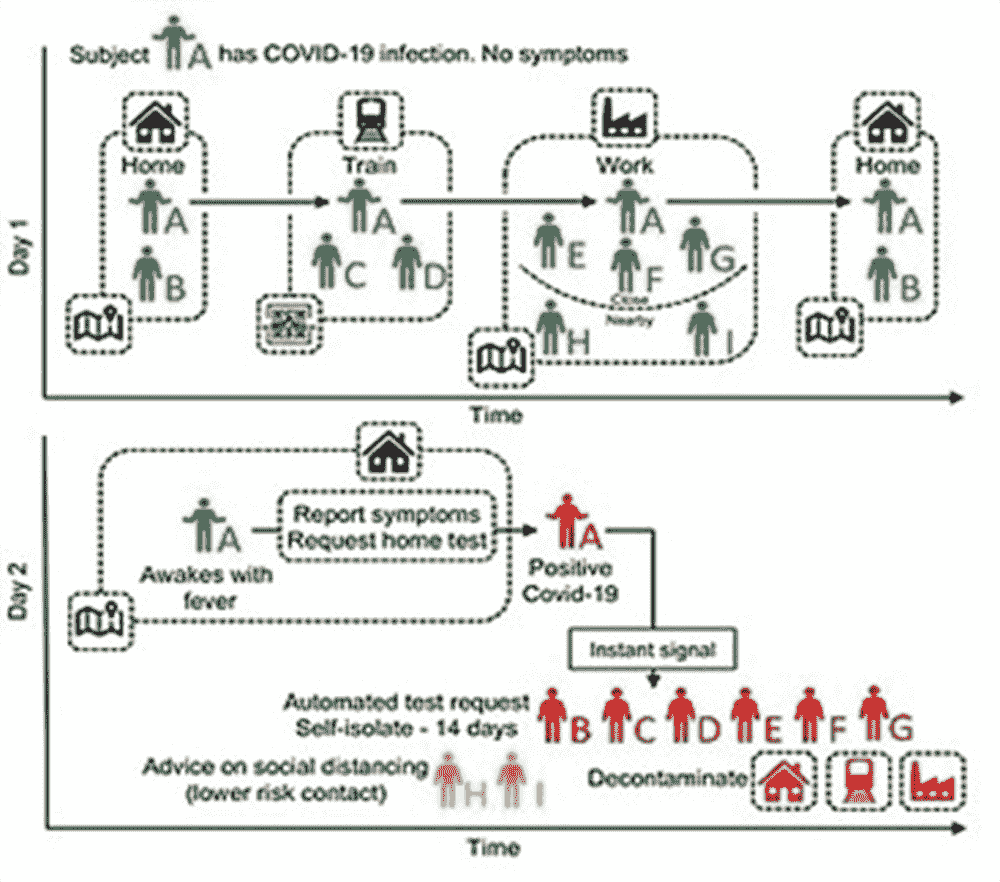 Subject A has COVID-19 infection. No symptoms
Home
Train
Work
Home
A
A
A
A
B
C
D
E
F
G
B
Close
Nearby
H
I
Day 1
Time
A
Report symptoms
Request home test
A
Awakes with
fever
Positive
Covid-19
Day 2
Instant signal
Automated test request
Self-isolate - 14 days
B C D E F G
Advice on social distancing
(lower risk contact)
H I
Decontaminate
Time